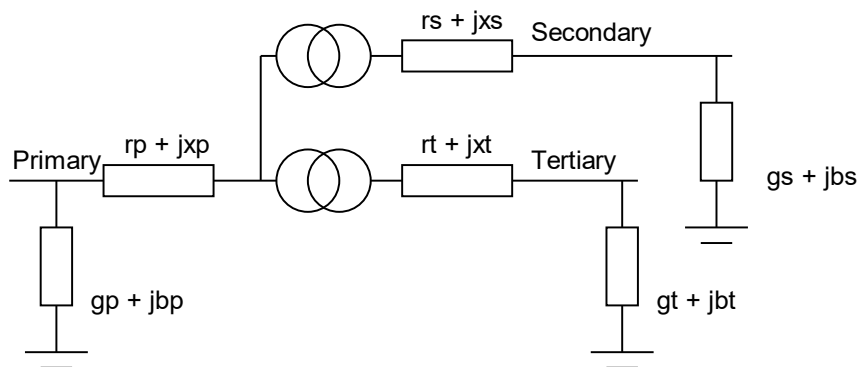 rs + jxs
Secondary
rp + jxp
rt + jxt
Primary
Tertiary
gs + jbs
gp + jbp
gt + jbt